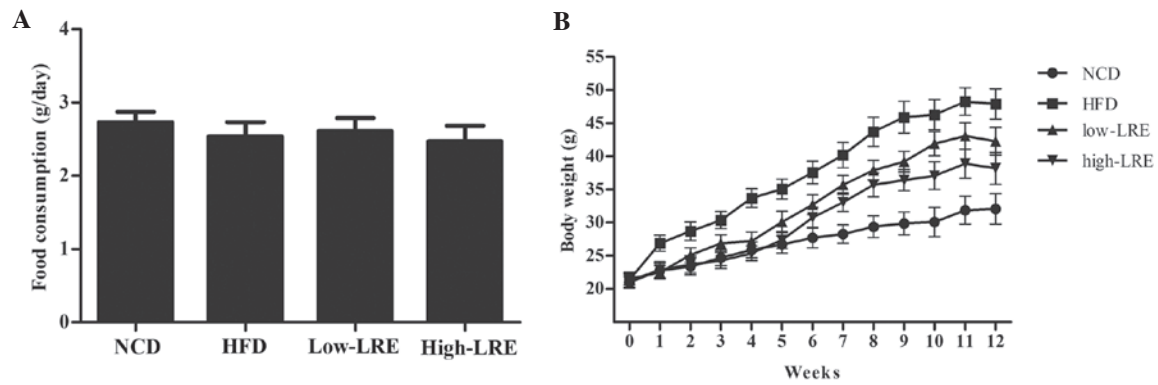 A
Food consumption (g/day)
4
3
2
1
0
NCD HFD Low-LRE High-LRE
B
Body weight (g)
55
50
45
40
35
30
25
20
0 1 2 3 4 5 6 7 8 9 10 11 12
Weeks
NCD
HFD
low-LRE
high-LRE